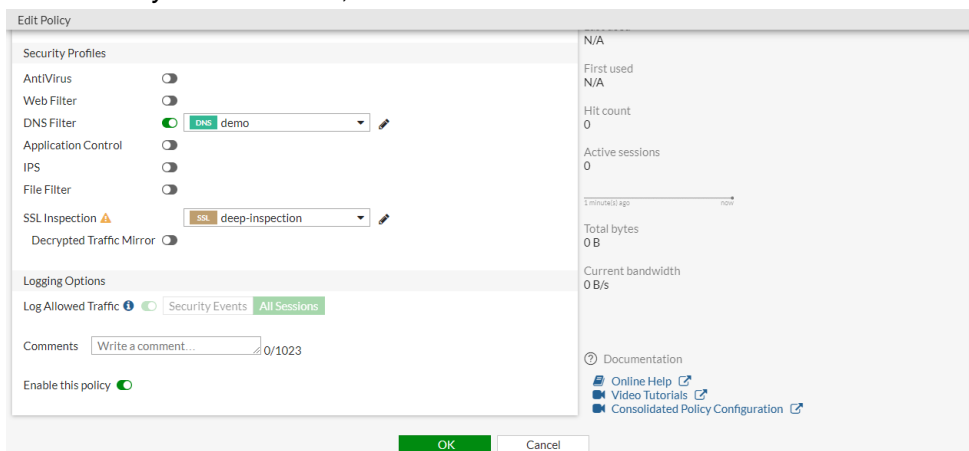 Edit Policy
Security Profiles
AntiVirus
Web Filter
DNS Filter DNS demo
Application Control
IPS
File Filter
SSL Inspection SSL deep-inspection
Decrypted Traffic Mirror
Logging Options
Log Allowed Traffic Security Events All Sessions
Comments Write a comment... 0/1023
Enable this policy
N/A
First used
N/A
Hit count
0
Active sessions
0
1 minute(s) ago now
Total bytes
0 B
Current bandwidth
0 B/s
Documentation
Online Help
Video Tutorials
Consolidated Policy Configuration
OK Cancel